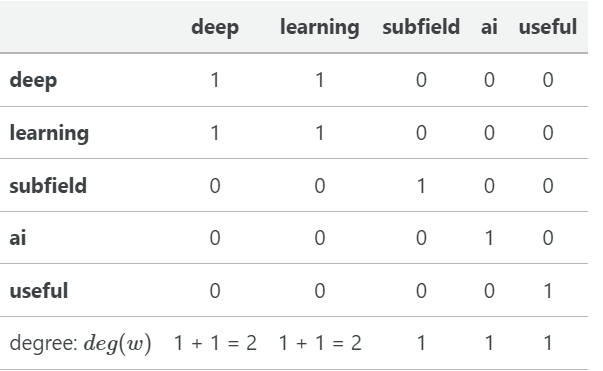 deep learning subfield ai useful
deep 1 1 0 0 0
learning 1 1 0 0 0
subfield 0 0 1 0 0
ai 0 0 0 1 0
useful 0 0 0 0 1
degree: deg(w) 1 + 1 = 2 1 + 1 = 2 1 1 1